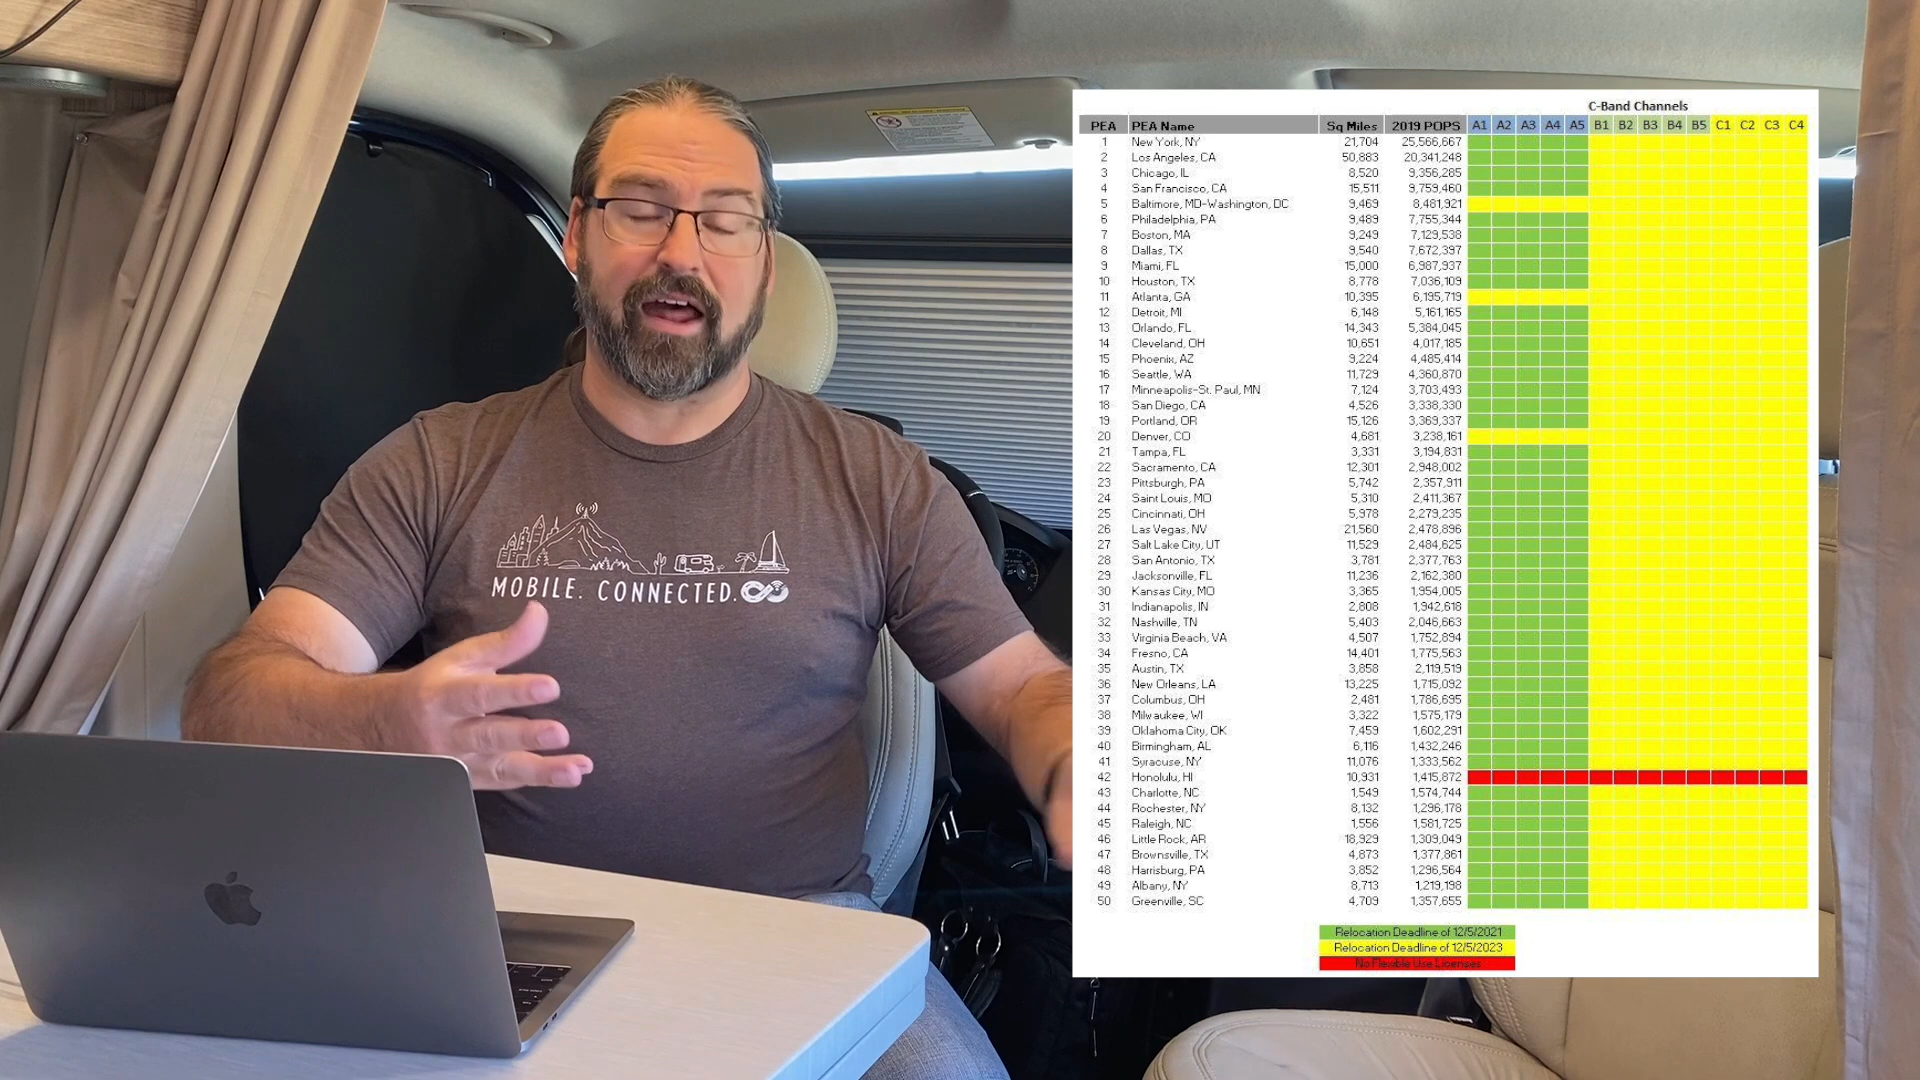 MOBILE. CONNECTED.
C-Band Channels
PEA PEA Name Sq Miles 2019 POPS A1 A2 A3 A4 A5 B1 B2 B3 B4 B5 C1 C2 C3 C4
1 New York, NY 21,704 25,566,667
2 Los Angeles, CA 50,883 20,341,248
3 Chicago, IL 8,520 9,356,285
4 San Francisco, CA 15,511 9,759,460
5 Baltimore, MD-Washington, DC 9,469 8,481,921
6 Philadelphia, PA 9,489 7,755,344
7 Boston, MA 9,249 7,129,538
8 Dallas, TX 9,540 7,672,397
9 Miami, FL 15,000 6,987,937
10 Houston, TX 8,778 7,036,109
11 Atlanta, GA 10,395 6,195,719
12 Detroit, MI 6,148 5,161,165
13 Orlando, FL 14,343 5,384,045
14 Cleveland, OH 10,651 4,017,185
15 Phoenix, AZ 9,224 4,485,414
16 Seattle, WA 11,729 4,360,870
17 Minneapolis-St. Paul, MN 7,124 3,703,493
18 San Diego, CA 4,526 3,338,330
19 Portland, OR 15,126 3,369,337
20 Denver, CO 4,681 3,238,161
21 Tampa, FL 3,331 3,194,831
22 Sacramento, CA 12,301 2,948,002
23 Pittsburgh, PA 5,742 2,357,911
24 Saint Louis, MO 5,310 2,411,367
25 Cincinnati, OH 5,978 2,279,235
26 Las Vegas, NV 21,560 2,478,896
27 Salt Lake City, UT 11,529 2,484,625
28 San Antonio, TX 3,781 2,377,763
29 Jacksonville, FL 11,236 2,162,380
30 Kansas City, MO 3,365 1,954,005
31 Indianapolis, IN 2,808 1,942,618
32 Nashville, TN 5,403 2,046,663
33 Virginia Beach, VA 4,507 1,752,894
34 Fresno, CA 14,401 1,775,563
35 Austin, TX 3,858 2,119,519
36 New Orleans, LA 13,225 1,715,092
37 Columbus, OH 2,481 1,786,695
38 Milwaukee, WI 3,322 1,575,179
39 Oklahoma City, OK 7,459 1,602,291
40 Birmingham, AL 6,116 1,432,246
41 Syracuse, NY 11,076 1,333,562
42 Honolulu, HI 10,931 1,415,872
43 Charlotte, NC 1,549 1,574,744
44 Rochester, NY 8,132 1,296,178
45 Raleigh, NC 1,556 1,581,725
46 Little Rock, AR 18,929 1,309,049
47 Brownsville, TX 4,873 1,377,861
48 Harrisburg, PA 3,852 1,296,564
49 Albany, NY 8,713 1,219,198
50 Greenville, SC 4,709 1,357,655
Relocation Deadline of 12/5/2021
Relocation Deadline of 12/5/2023
No Flexible Use Licenses